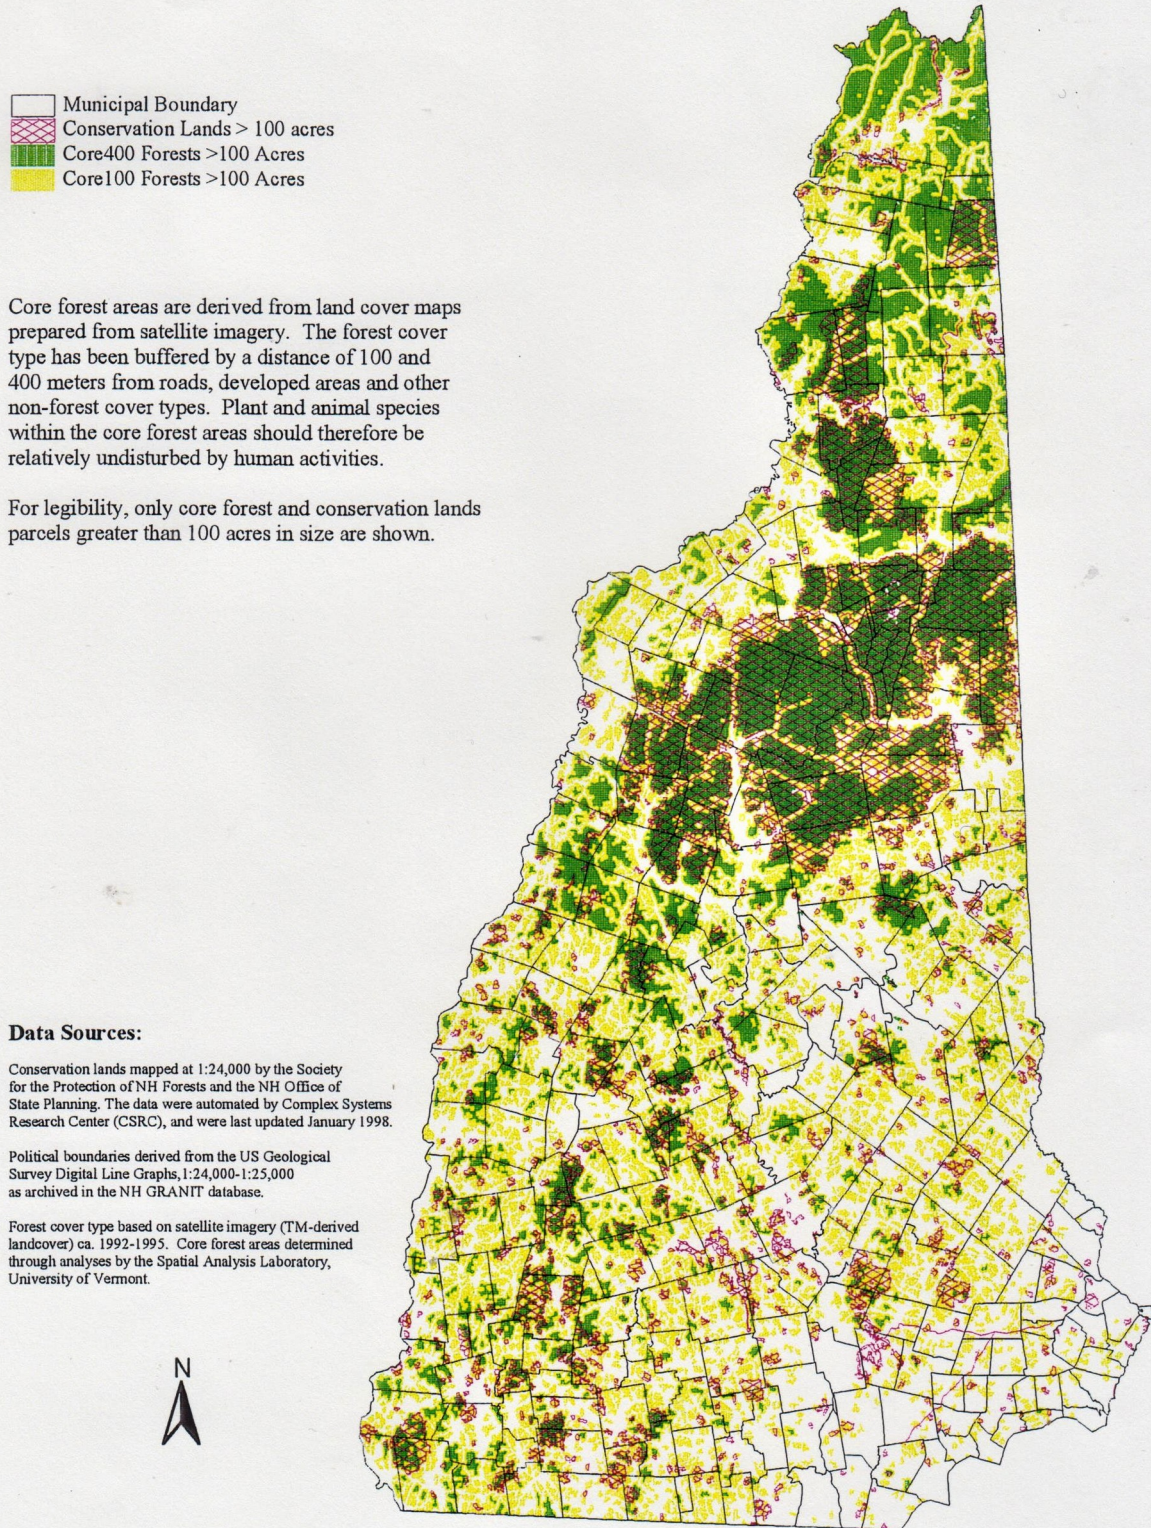 Municipal Boundary
Conservation Lands > 100 acres
Core400 Forests >100 Acres
Core100 Forests >100 Acres
Core forest areas are derived from land cover maps
prepared from satellite imagery. The forest cover
type has been buffered by a distance of 100 and
400 meters from roads, developed areas and other
non-forest cover types. Plant and animal species
within the core forest areas should therefore be
relatively undisturbed by human activities.
For legibility, only core forest and conservation lands
parcels greater than 100 acres in size are shown.
Data Sources:
Conservation lands mapped at 1:24,000 by the Society
for the Protection of NH Forests and the NH Office of
State Planning. The data were automated by Complex Systems
Research Center (CSRC), and were last updated January 1998.
Political boundaries derived from the US Geological
Survey Digital Line Graphs,1:24,000-1:25,000
as archived in the NH GRANIT database.
Forest cover type based on satellite imagery (TM-derived
landcover) ca. 1992-1995. Core forest areas determined
through analyses by the Spatial Analysis Laboratory,
University of Vermont.
N